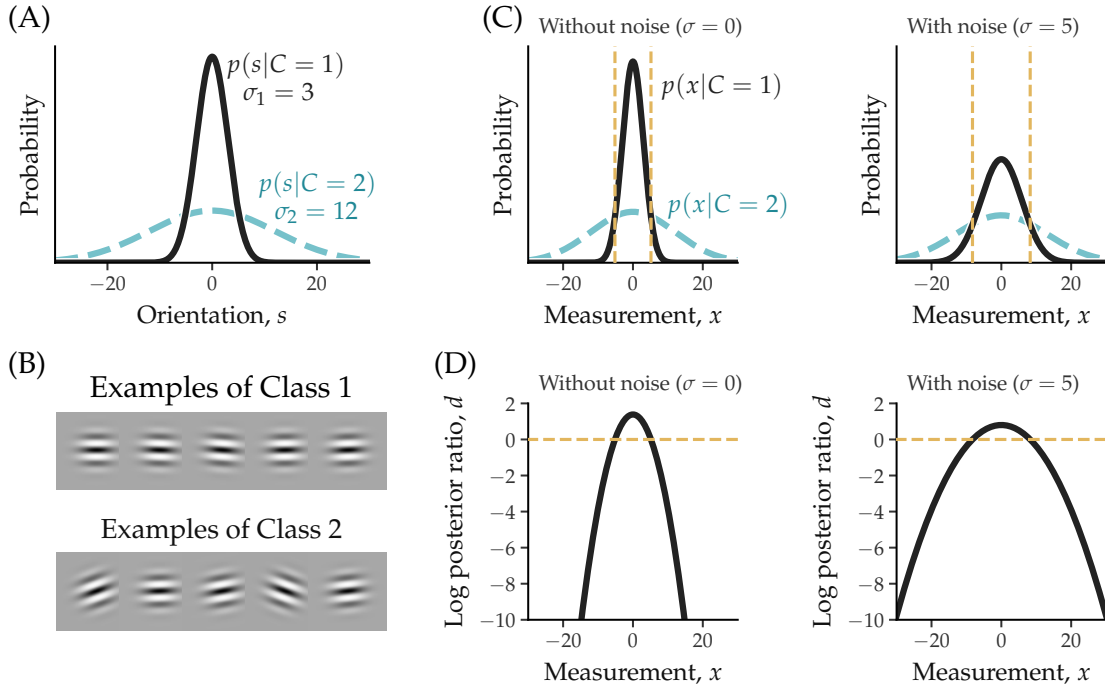 (A)
p(s|C = 1)
σ₁ = 3
p(s|C = 2)
σ₂ = 12
Probability
−20
0
20
Orientation, s
(B)
Examples of Class 1
Examples of Class 2
(C)
Without noise (σ = 0)
p(x|C = 1)
p(x|C = 2)
Probability
−20
0
20
Measurement, x
With noise (σ = 5)
Probability
−20
0
20
Measurement, x
(D)
Without noise (σ = 0)
Log posterior ratio, d
2
0
−2
−4
−6
−8
−10
−20
0
20
Measurement, x
With noise (σ = 5)
Log posterior ratio, d
2
0
−2
−4
−6
−8
−10
−20
0
20
Measurement, x